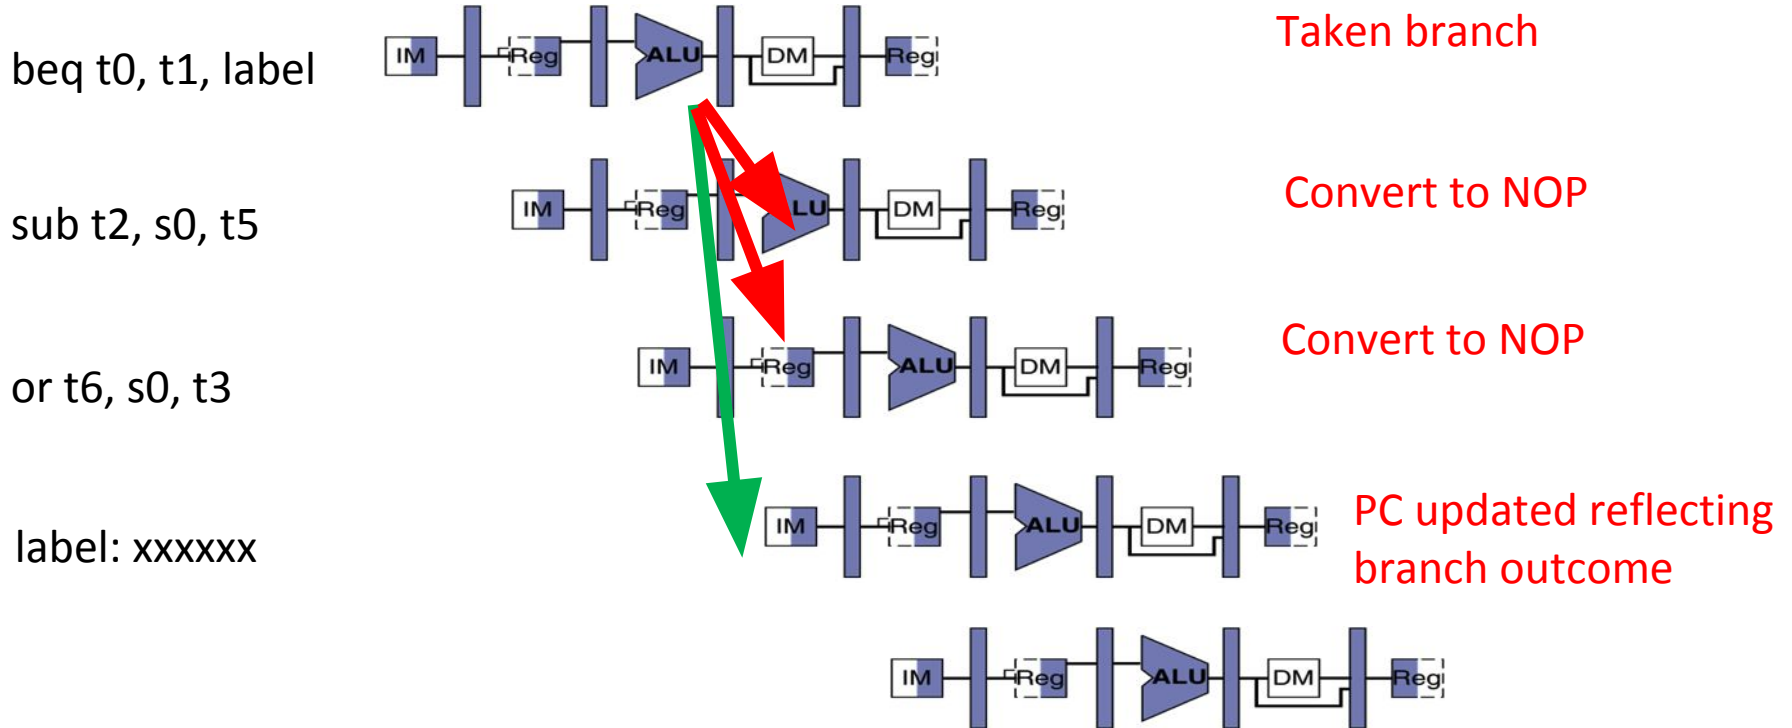 Taken branch
beq t0, t1, label
IM Reg ALU DM Reg
Convert to NOP
sub t2, s0, t5
IM Reg LU DM Reg
Convert to NOP
or t6, s0, t3
IM Reg ALU DM Reg
label: xxxxxx
IM Reg ALU DM Reg
PC updated reflecting
branch outcome
IM Reg ALU DM Reg